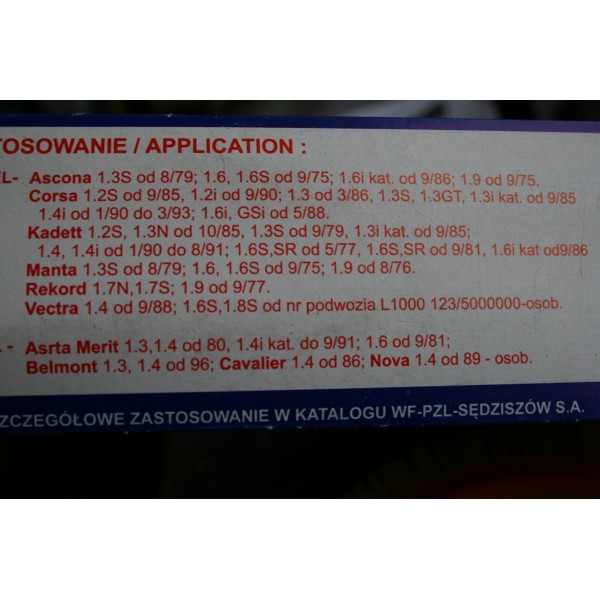 TOSOWANIE / APPLICATION :
EL- Ascona 1.3S od 8/79; 1.6, 1.6S od 9/75; 1.6i kat. od 9/86; 1.9 od 9/75.
Corsa 1.2S od 9/85, 1.2i od 9/90; 1.3 od 3/86, 1.3S, 1.3GT, 1.3i kat. od 9/85
1.4i od 1/90 do 3/93; 1.6i, GSi od 5/88.
Kadett 1.2S, 1.3N od 10/85, 1.3S od 9/79, 1.3i kat. od 9/85;
1.4, 1.4i od 1/90 do 8/91; 1.6S,SR od 5/77, 1.6S,SR od 9/81, 1.6i kat od9/86
Manta 1.3S od 8/79; 1.6, 1.6S od 9/75; 1.9 od 8/76.
Rekord 1.7N,1.7S; 1.9 od 9/77.
Vectra 1.4 od 9/88; 1.6S,1.8S od nr podwozia L1000 123/5000000-osob.
- Asrta Merit 1.3,1.4 od 80, 1.4i kat. do 9/91; 1.6 od 9/81;
Belmont 1.3, 1.4 od 96; Cavalier 1.4 od 86; Nova 1.4 od 89 - osob.
SZCZEGÓŁOWE ZASTOSOWANIE W KATALOGU WF-PZL-SĘDZISZÓW S.A.